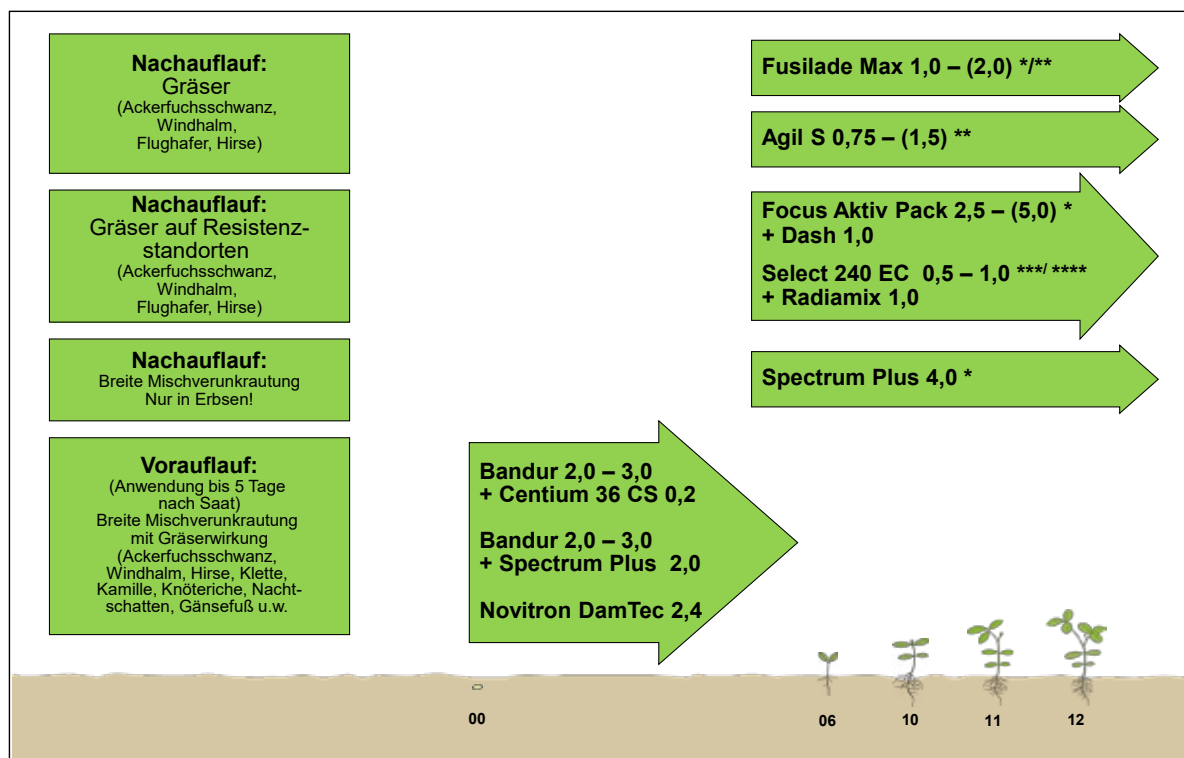 Nachauflauf:
Gräser
(Ackerfuchsschwanz,
Windhalm,
Flughafer, Hirse)
Fusilade Max 1,0 – (2,0) */**
Agil S 0,75 – (1,5) **
Nachauflauf:
Gräser auf Resistenz-
standorten
(Ackerfuchsschwanz,
Windhalm,
Flughafer, Hirse)
Focus Aktiv Pack 2,5 – (5,0) *
+ Dash 1,0
Select 240 EC 0,5 – 1,0 ***/ ****
+ Radiamix 1,0
Nachauflauf:
Breite Mischverunkrautung
Nur in Erbsen!
Spectrum Plus 4,0 *
Vorauflauf:
(Anwendung bis 5 Tage
nach Saat)
Breite Mischverunkrautung
mit Gräserwirkung
(Ackerfuchsschwanz,
Windhalm, Hirse, Klette,
Kamille, Knöteriche, Nacht-
schatten, Gänsefuß u.w.
Bandur 2,0 – 3,0
+ Centium 36 CS 0,2
Bandur 2,0 – 3,0
+ Spectrum Plus 2,0
Novitron DamTec 2,4
00
06
10
11
12